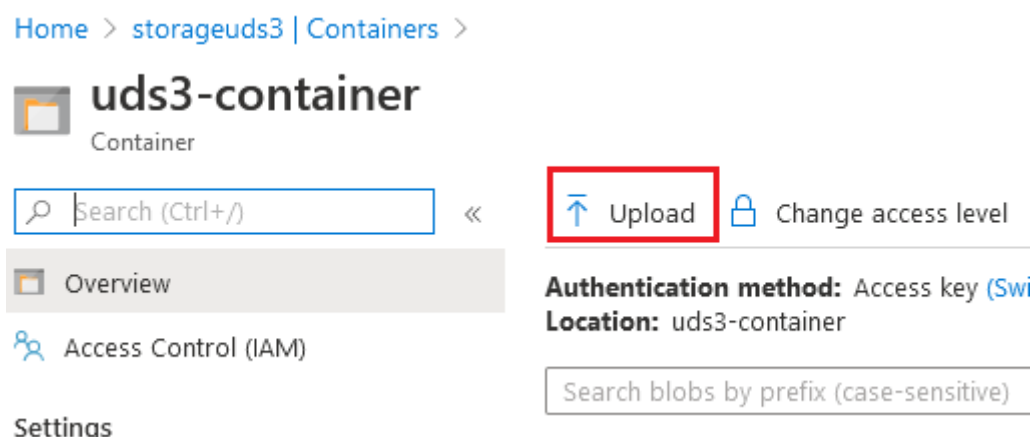 Home > storageuds3 | Containers >
uds3-container
Container
Search (Ctrl+/)
«
Overview
Access Control (IAM)
Settings
Upload
Change access level
Authentication method: Access key (Swi
Location: uds3-container
Search blobs by prefix (case-sensitive)